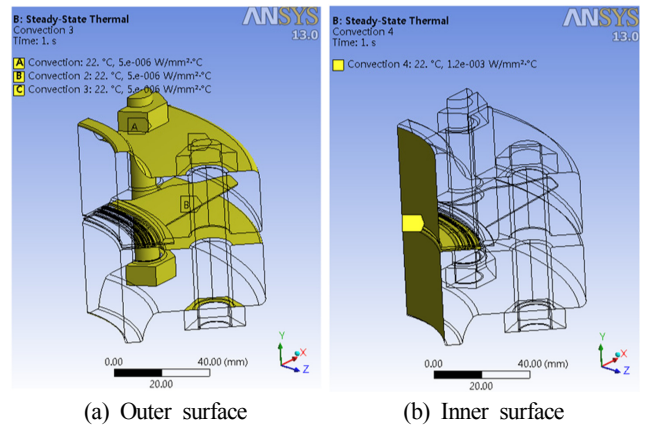 B: Steady-State Thermal
Convection 3
Time: 1. s
ANSYS
13.0
A Convection: 22. °C, 5.e-006 W/mm²·°C
B Convection 2: 22. °C, 5.e-006 W/mm²·°C
C Convection 3: 22. °C, 5.e-006 W/mm²·°C
A
B
Y
X
Z
0.00 40.00 (mm)
20.00
(a) Outer surface
B: Steady-State Thermal
Convection 4
Time: 1. s
ANSYS
13.0
Convection 4: 22. °C, 1.2e-003 W/mm²·°C
Y
X
Z
0.00 40.00 (mm)
20.00
(b) Inner surface